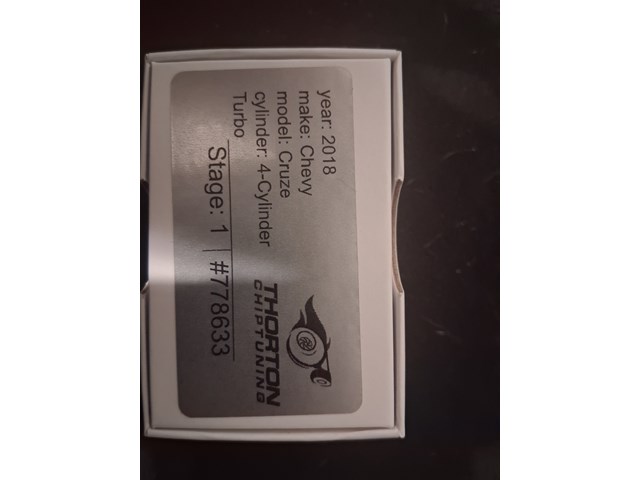 year: 2018
make: Chevy
model: Cruze
cylinder: 4-Cylinder
Turbo
THORTON
CHIPTUNING
Stage: 1 | #778633